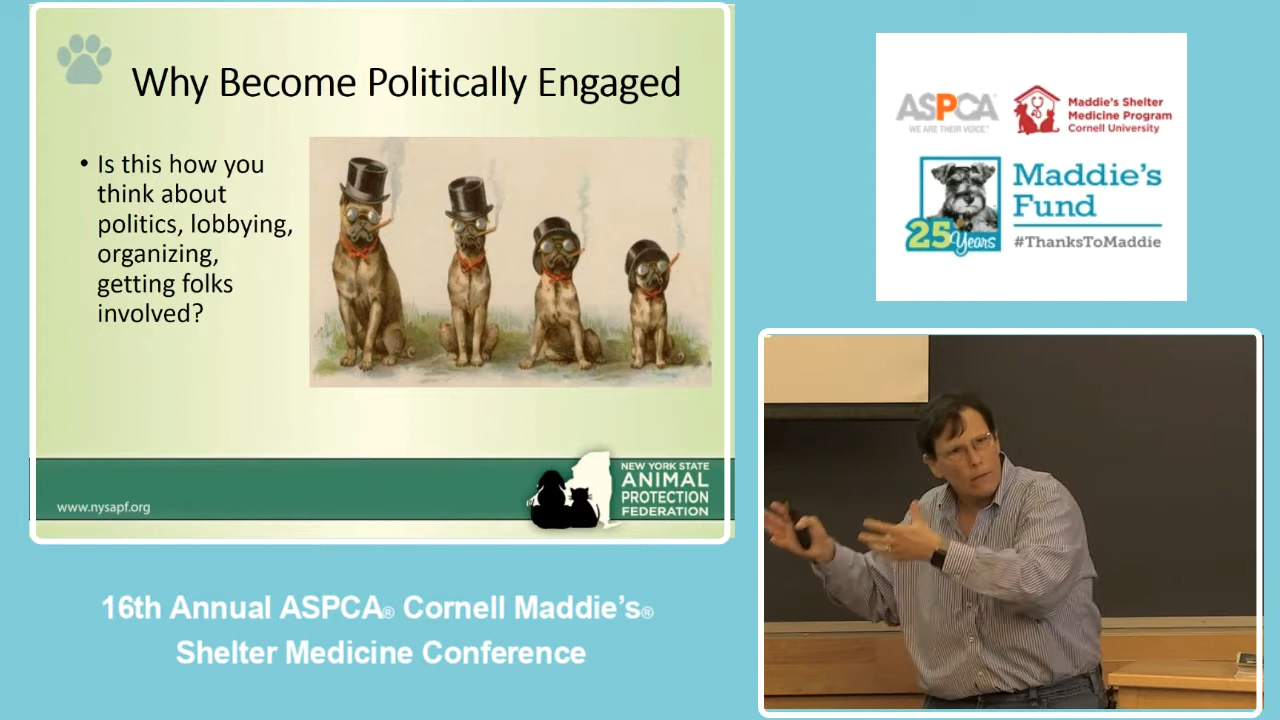 Why Become Politically Engaged
• Is this how you
think about
politics, lobbying,
organizing,
getting folks
involved?
www.nysapf.org
NEW YORK STATE
ANIMAL
PROTECTION
FEDERATION
ASPCA
WE ARE THEIR VOICE
Maddie's Shelter
Medicine Program
Cornell University
25 Years
Maddie's
Fund
#ThanksToMaddie
16th Annual ASPCA® Cornell Maddie's®
Shelter Medicine Conference